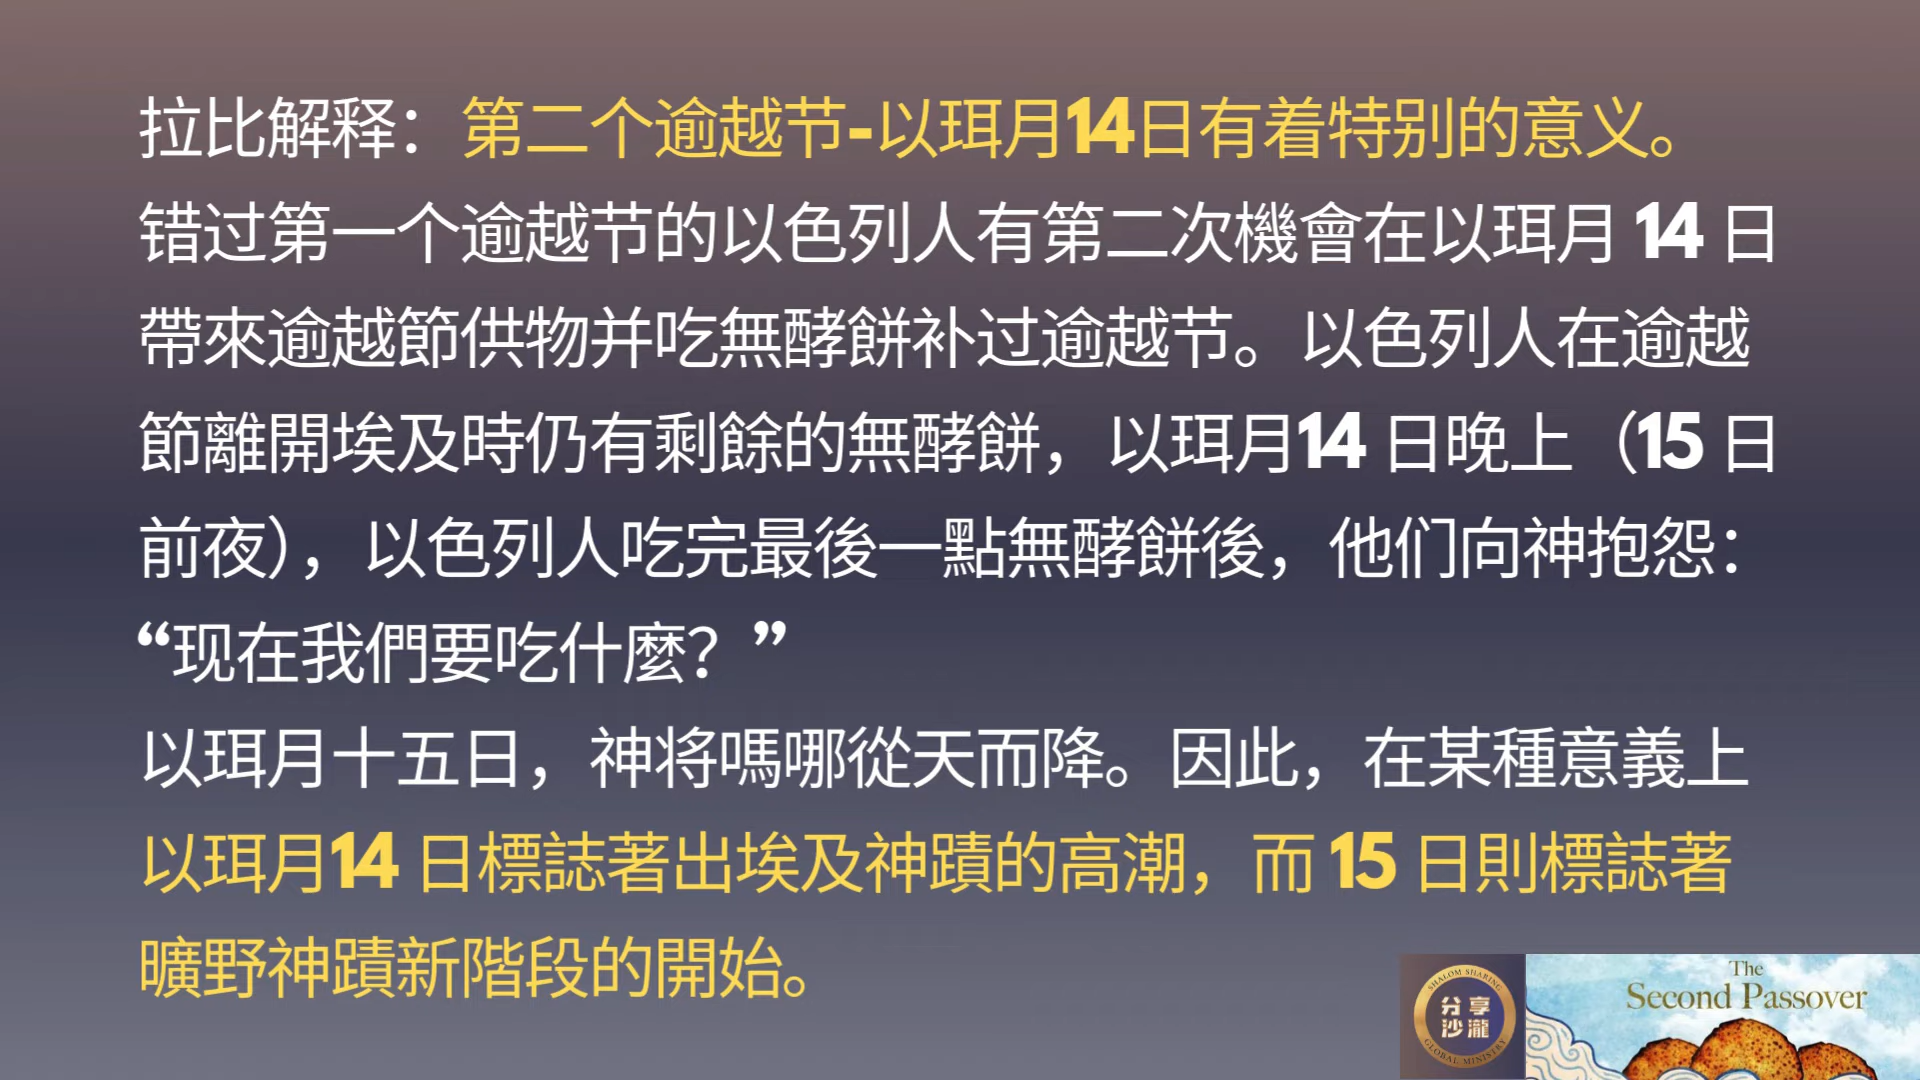 拉比解释：第二个逾越节-以珥月14日有着特别的意义。
错过第一个逾越节的以色列人有第二次機會在以珥月 14 日
帶來逾越節供物并吃無酵餅补过逾越节。以色列人在逾越
節離開埃及時仍有剩餘的無酵餅，以珥月14 日晚上（15 日
前夜），以色列人吃完最後一點無酵餅後，他们向神抱怨：
“现在我們要吃什麼？”
以珥月十五日，神将嗎哪從天而降。因此，在某種意義上
以珥月14 日標誌著出埃及神蹟的高潮，而 15 日則標誌著
曠野神蹟新階段的開始。
SHALOM SHARING
分享
沙瀧
GLOBAL MINISTRY
The
Second Passover